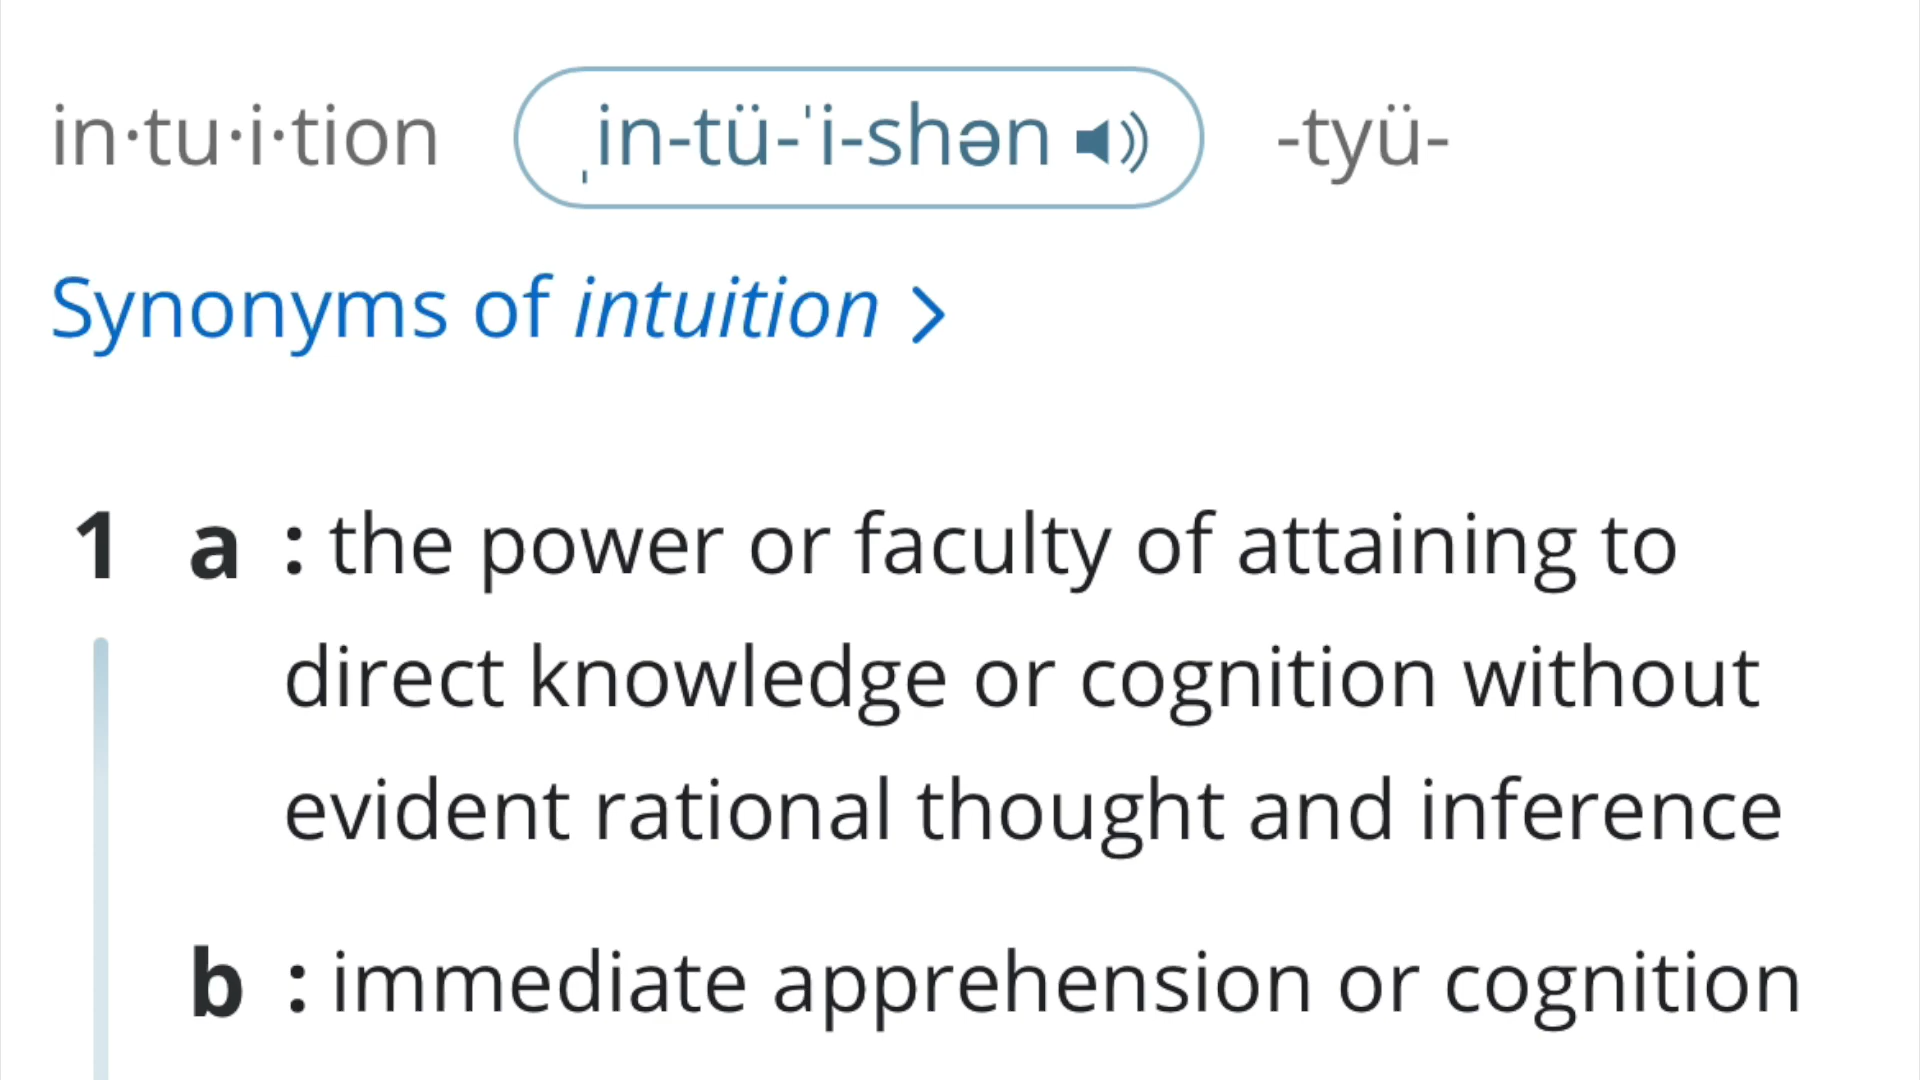 in·tu·i·tion ˌin-tü-ˈi-shən -tyü-
Synonyms of intuition >
1 a : the power or faculty of attaining to
direct knowledge or cognition without
evident rational thought and inference
b : immediate apprehension or cognition